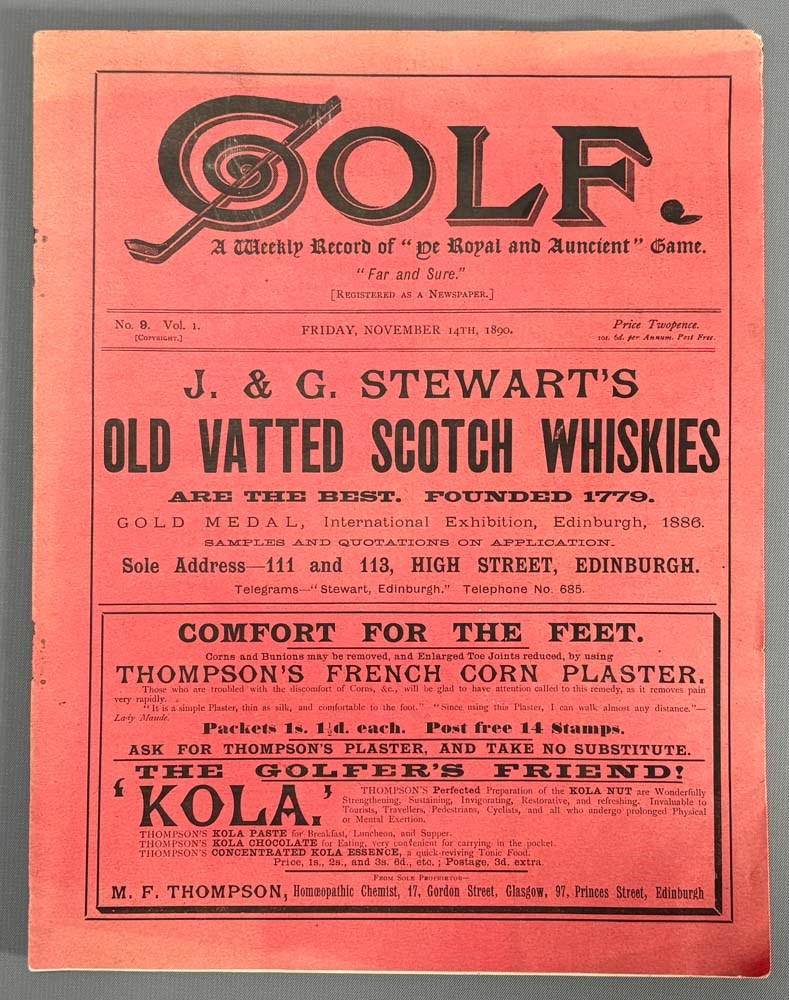 GOLF.
A Weekly Record of “ye Royal and Auncient” Game.
“Far and Sure.”
[REGISTERED AS A NEWSPAPER.]
No. 9. Vol. 1.
[COPYRIGHT.]
FRIDAY, NOVEMBER 14TH, 1890.
Price Twopence.
10s. 6d. per Annum. Post Free.
J. & G. STEWART’S
OLD VATTED SCOTCH WHISKIES
ARE THE BEST. FOUNDED 1779.
GOLD MEDAL, International Exhibition, Edinburgh, 1886.
SAMPLES AND QUOTATIONS ON APPLICATION.
Sole Address—111 and 113, HIGH STREET, EDINBURGH.
Telegrams—“Stewart, Edinburgh.” Telephone No. 685.
COMFORT FOR THE FEET.
Corns and Bunions may be removed, and Enlarged Toe Joints reduced, by using
THOMPSON’S FRENCH CORN PLASTER.
Those who are troubled with the discomfort of Corns, &c., will be glad to have attention called to this remedy, as it removes pain
very rapidly.
“It is a simple Plaster, thin as silk, and comfortable to the foot.” “Since using this Plaster, I can walk almost any distance.”—
Lady Maude.
Packets 1s. 1½d. each. Post free 14 Stamps.
ASK FOR THOMPSON’S PLASTER, AND TAKE NO SUBSTITUTE.
THE GOLFER’S FRIEND!
‘KOLA.’
THOMPSON’S Perfected Preparation of the KOLA NUT are Wonderfully
Strengthening, Sustaining, Invigorating, Restorative, and refreshing. Invaluable to
Tourists, Travellers, Pedestrians, Cyclists, and all who undergo prolonged Physical
or Mental Exertion.
THOMPSON’S KOLA PASTE for Breakfast, Luncheon, and Supper.
THOMPSON’S KOLA CHOCOLATE for Eating, very convenient for carrying in the pocket.
THOMPSON’S CONCENTRATED KOLA ESSENCE, a quick-reviving Tonic Food.
Price, 1s., 2s., and 3s. 6d., etc.; Postage, 3d. extra.
FROM SOLE PROPRIETOR—
M. F. THOMPSON, Homœopathic Chemist, 17, Gordon Street, Glasgow, 97, Princes Street, Edinburgh